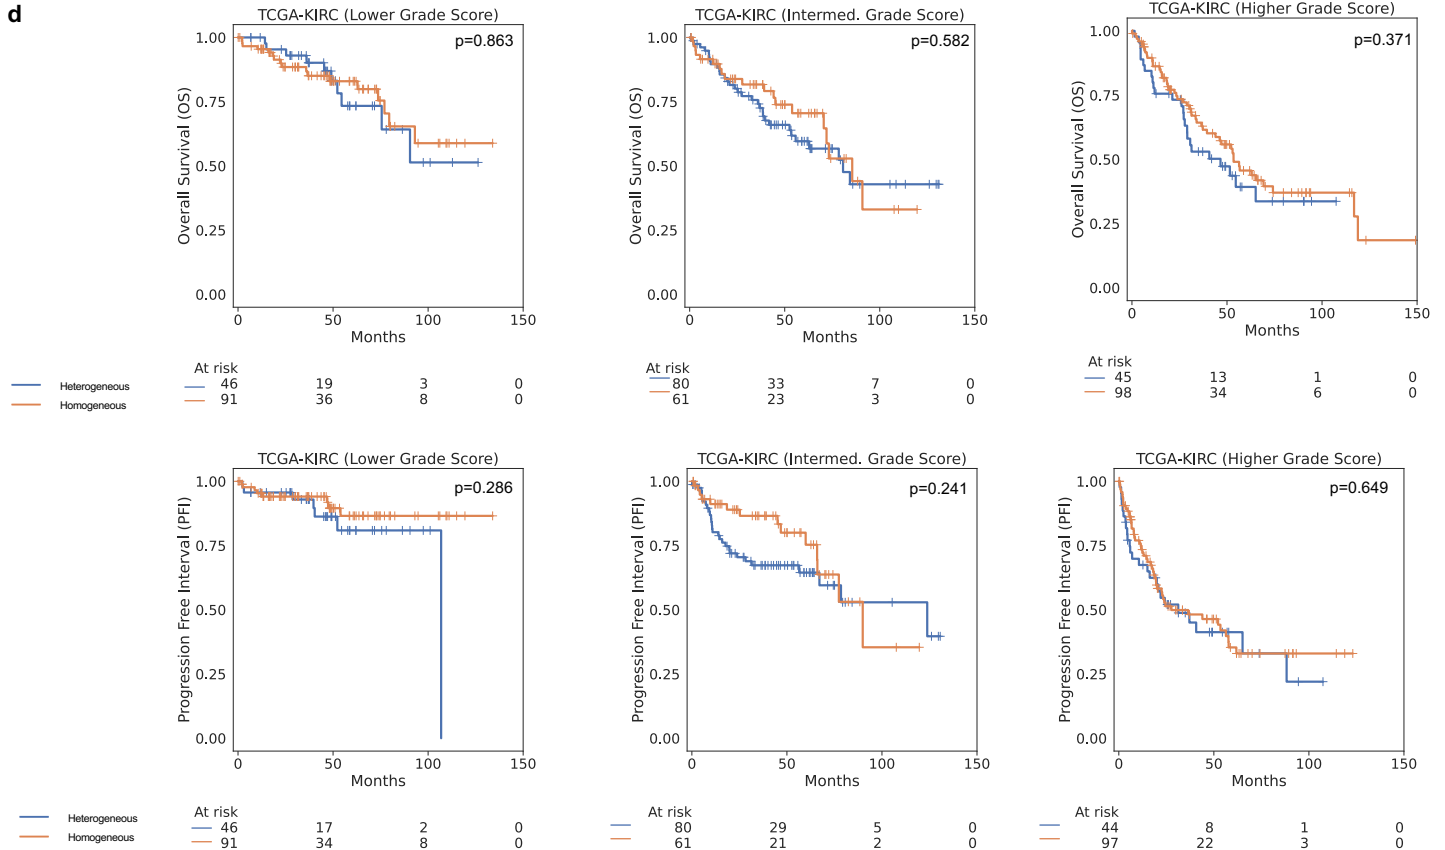 d
TCGA-KIRC (Lower Grade Score)
p=0.863
Overall Survival (OS)
1.00
0.75
0.50
0.25
0.00
0
50
100
150
Months
At risk
46 19 3 0
91 36 8 0
TCGA-KIRC (Intermed. Grade Score)
p=0.582
Overall Survival (OS)
1.00
0.75
0.50
0.25
0.00
0
50
100
150
Months
At risk
80 33 7 0
61 23 3 0
TCGA-KIRC (Higher Grade Score)
p=0.371
Overall Survival (OS)
1.00
0.75
0.50
0.25
0.00
0
50
100
150
Months
At risk
45 13 1 0
98 34 6 0
Heterogeneous
Homogeneous
TCGA-KIRC (Lower Grade Score)
p=0.286
Progression Free Interval (PFI)
1.00
0.75
0.50
0.25
0.00
0
50
100
150
Months
At risk
46 17 2 0
91 34 8 0
TCGA-KIRC (Intermed. Grade Score)
p=0.241
Progression Free Interval (PFI)
1.00
0.75
0.50
0.25
0.00
0
50
100
150
Months
At risk
80 29 5 0
61 21 2 0
TCGA-KIRC (Higher Grade Score)
p=0.649
Progression Free Interval (PFI)
1.00
0.75
0.50
0.25
0.00
0
50
100
150
Months
At risk
44 8 1 0
97 22 3 0
Heterogeneous
Homogeneous